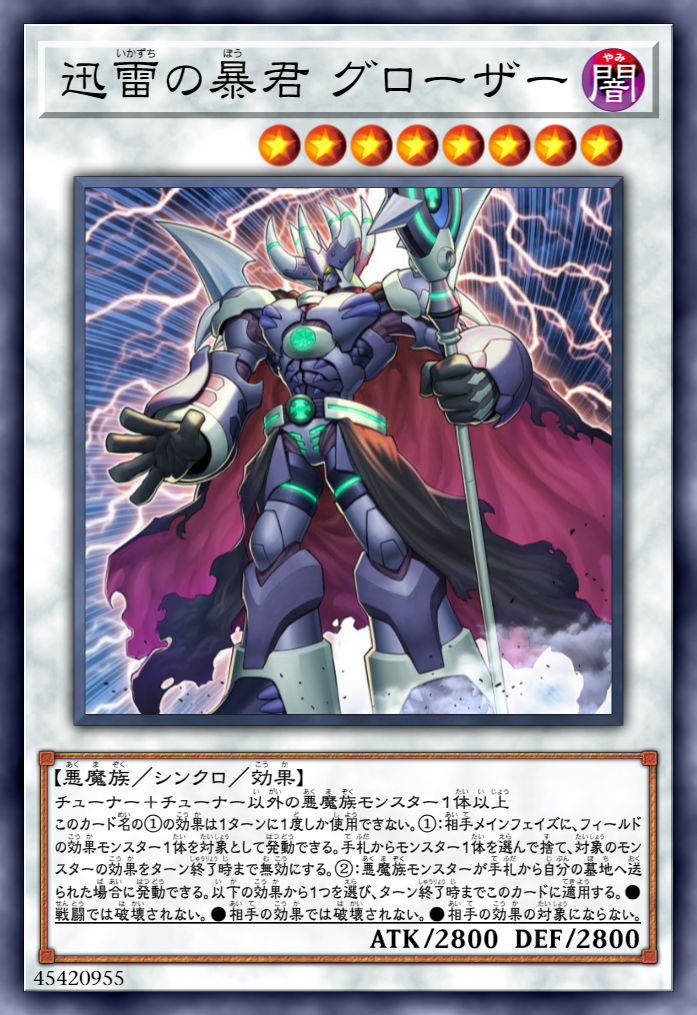 迅雷の暴君 グローザー
闇
【悪魔族／シンクロ／効果】
チューナー＋チューナー以外の悪魔族モンスター１体以上
このカード名の①の効果は1ターンに1度しか使用できない。①：相手メインフェイズに、フィールド
の効果モンスター1体を対象として発動できる。手札からモンスター1体を選んで捨て、対象のモン
スターの効果をターン終了時まで無効にする。②：悪魔族モンスターが手札から自分の墓地へ送
られた場合に発動できる。以下の効果から1つを選び、ターン終了時までこのカードに適用する。●
戦闘では破壊されない。●相手の効果では破壊されない。●相手の効果の対象にならない。
ATK/2800 DEF/2800
45420955